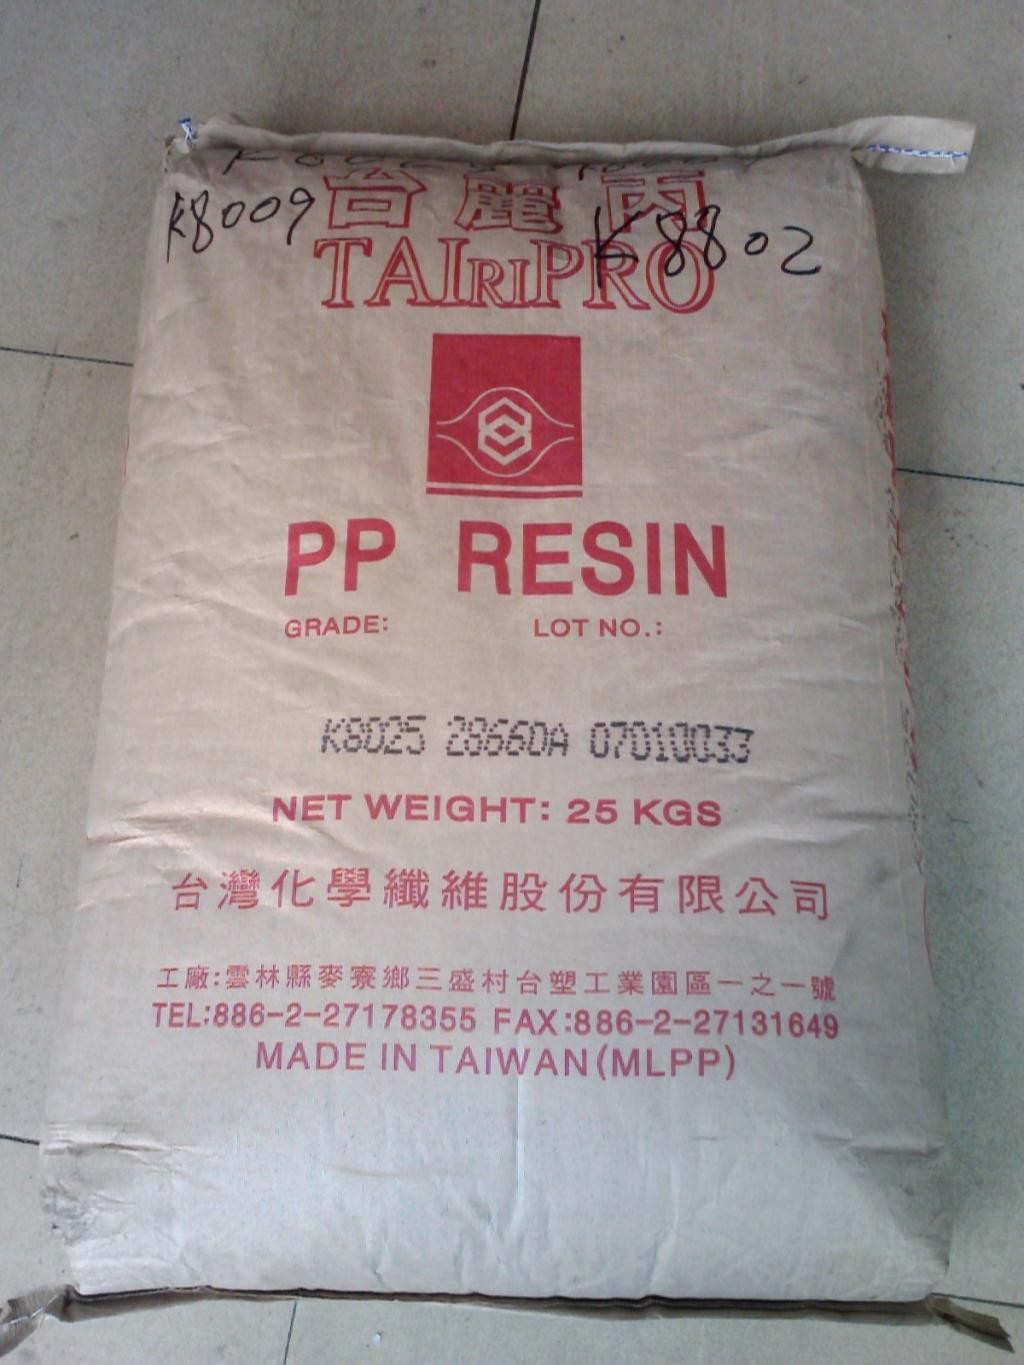 台麗丙
K8009
K8802
TAIRIPRO
PP RESIN
GRADE: LOT NO.:
K8025 28660A 07010033
NET WEIGHT: 25 KGS
台灣化學纖維股份有限公司
工廠:雲林縣麥寮鄉三盛村台塑工業園區一之一號
TEL:886-2-27178355 FAX:886-2-27131649
MADE IN TAIWAN(MLPP)